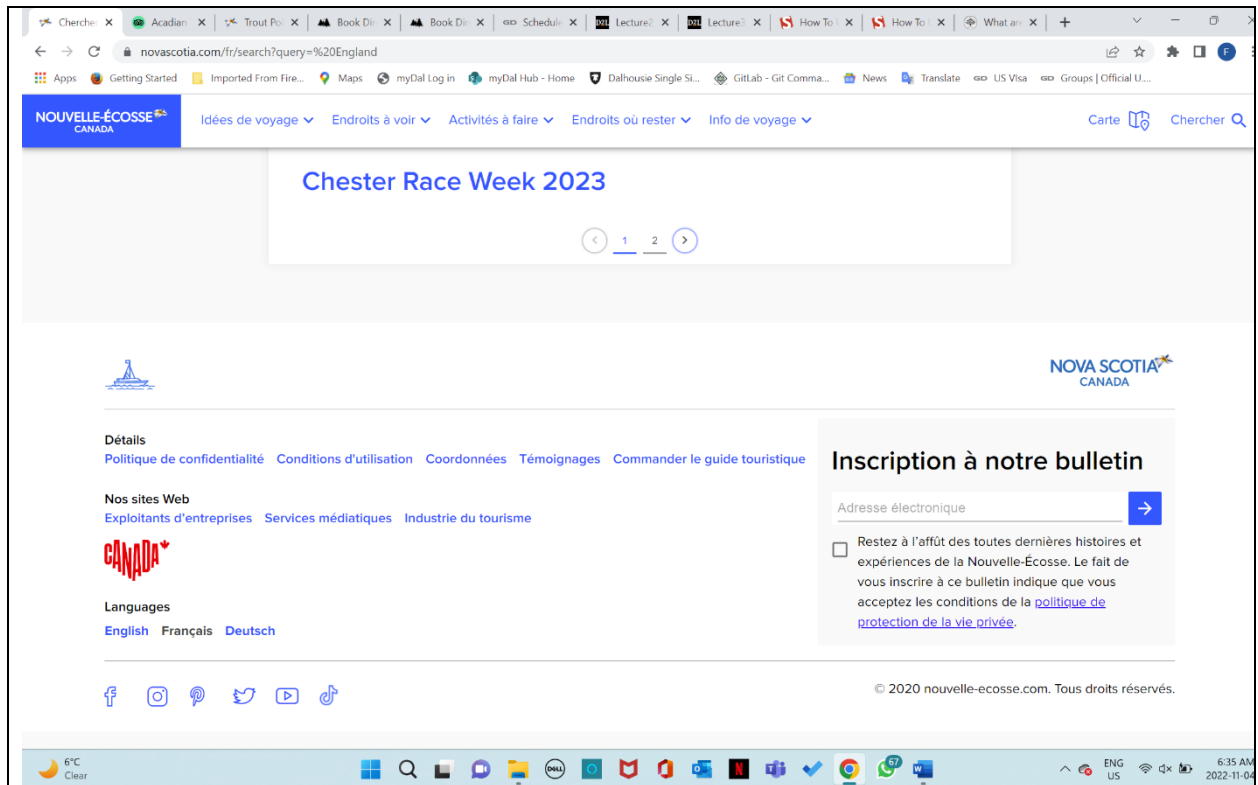 Cherche
Acadian
Trout Po
Book Di
Book Di
Schedule
Lecture2
Lecture3
How To
How To
What are
novascotia.com/fr/search?query=%20England
Apps
Getting Started
Imported From Fire...
Maps
myDal Log in
myDal Hub - Home
Dalhousie Single Si...
GitLab - Git Comma...
News
Translate
US VIsa
Groups | Official U....
NOUVELLE-ÉCOSSE
CANADA
Idées de voyage
Endroits à voir
Activités à faire
Endroits où rester
Info de voyage
Carte
Chercher
Chester Race Week 2023
1 2
NOVA SCOTIA
CANADA
Détails
Politique de confidentialité Conditions d'utilisation Coordonnées Témoignages Commander le guide touristique
Nos sites Web
Exploitants d'entreprises Services médiatiques Industrie du tourisme
CANADA
Languages
English Français Deutsch
Inscription à notre bulletin
Adresse électronique
Restez à l'affût des toutes dernières histoires et
expériences de la Nouvelle-Écosse. Le fait de
vous inscrire à ce bulletin indique que vous
acceptez les conditions de la politique de
protection de la vie privée.
© 2020 nouvelle-ecosse.com. Tous droits réservés.
6°C
Clear
DELL
67
ENG
US
6:35 AM
2022-11-04